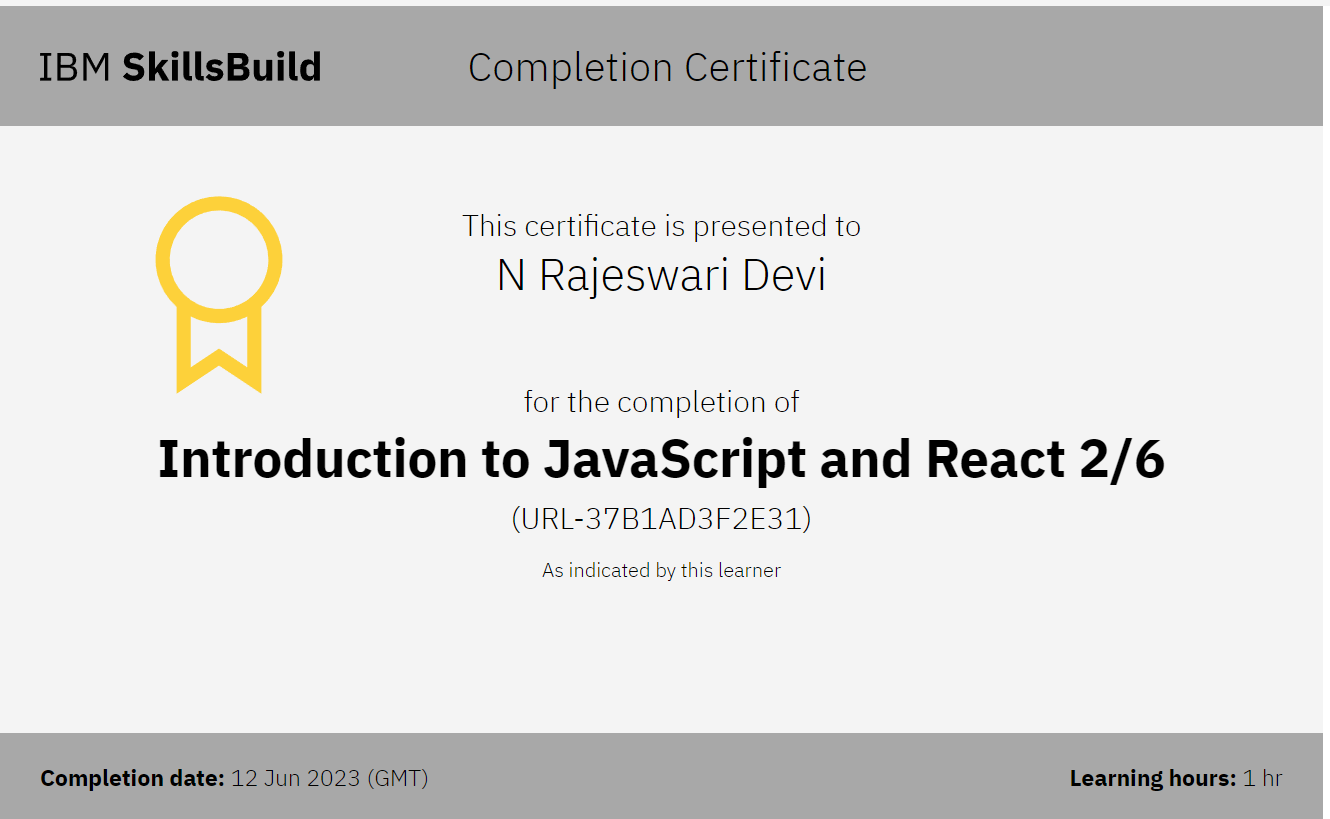 IBM SkillsBuild
Completion Certificate
This certificate is presented to
N Rajeswari Devi
for the completion of
Introduction to JavaScript and React 2/6
(URL-37B1AD3F2E31)
As indicated by this learner
Completion date: 12 Jun 2023 (GMT)
Learning hours: 1 hr